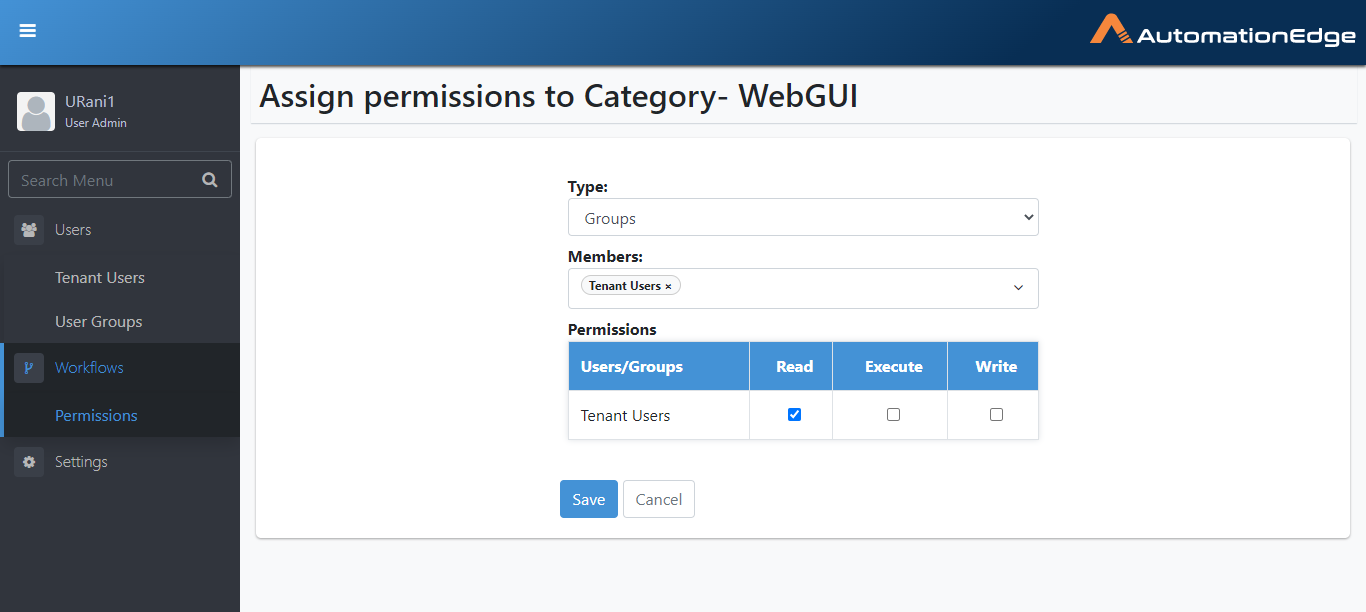 AutomationEdge
URani1
User Admin
Search Menu
Users
Tenant Users
User Groups
Workflows
Permissions
Settings
Assign permissions to Category- WebGUI
Type:
Groups
Members:
Tenant Users ×
Permissions
Users/Groups Read Execute Write
Tenant Users
Save Cancel